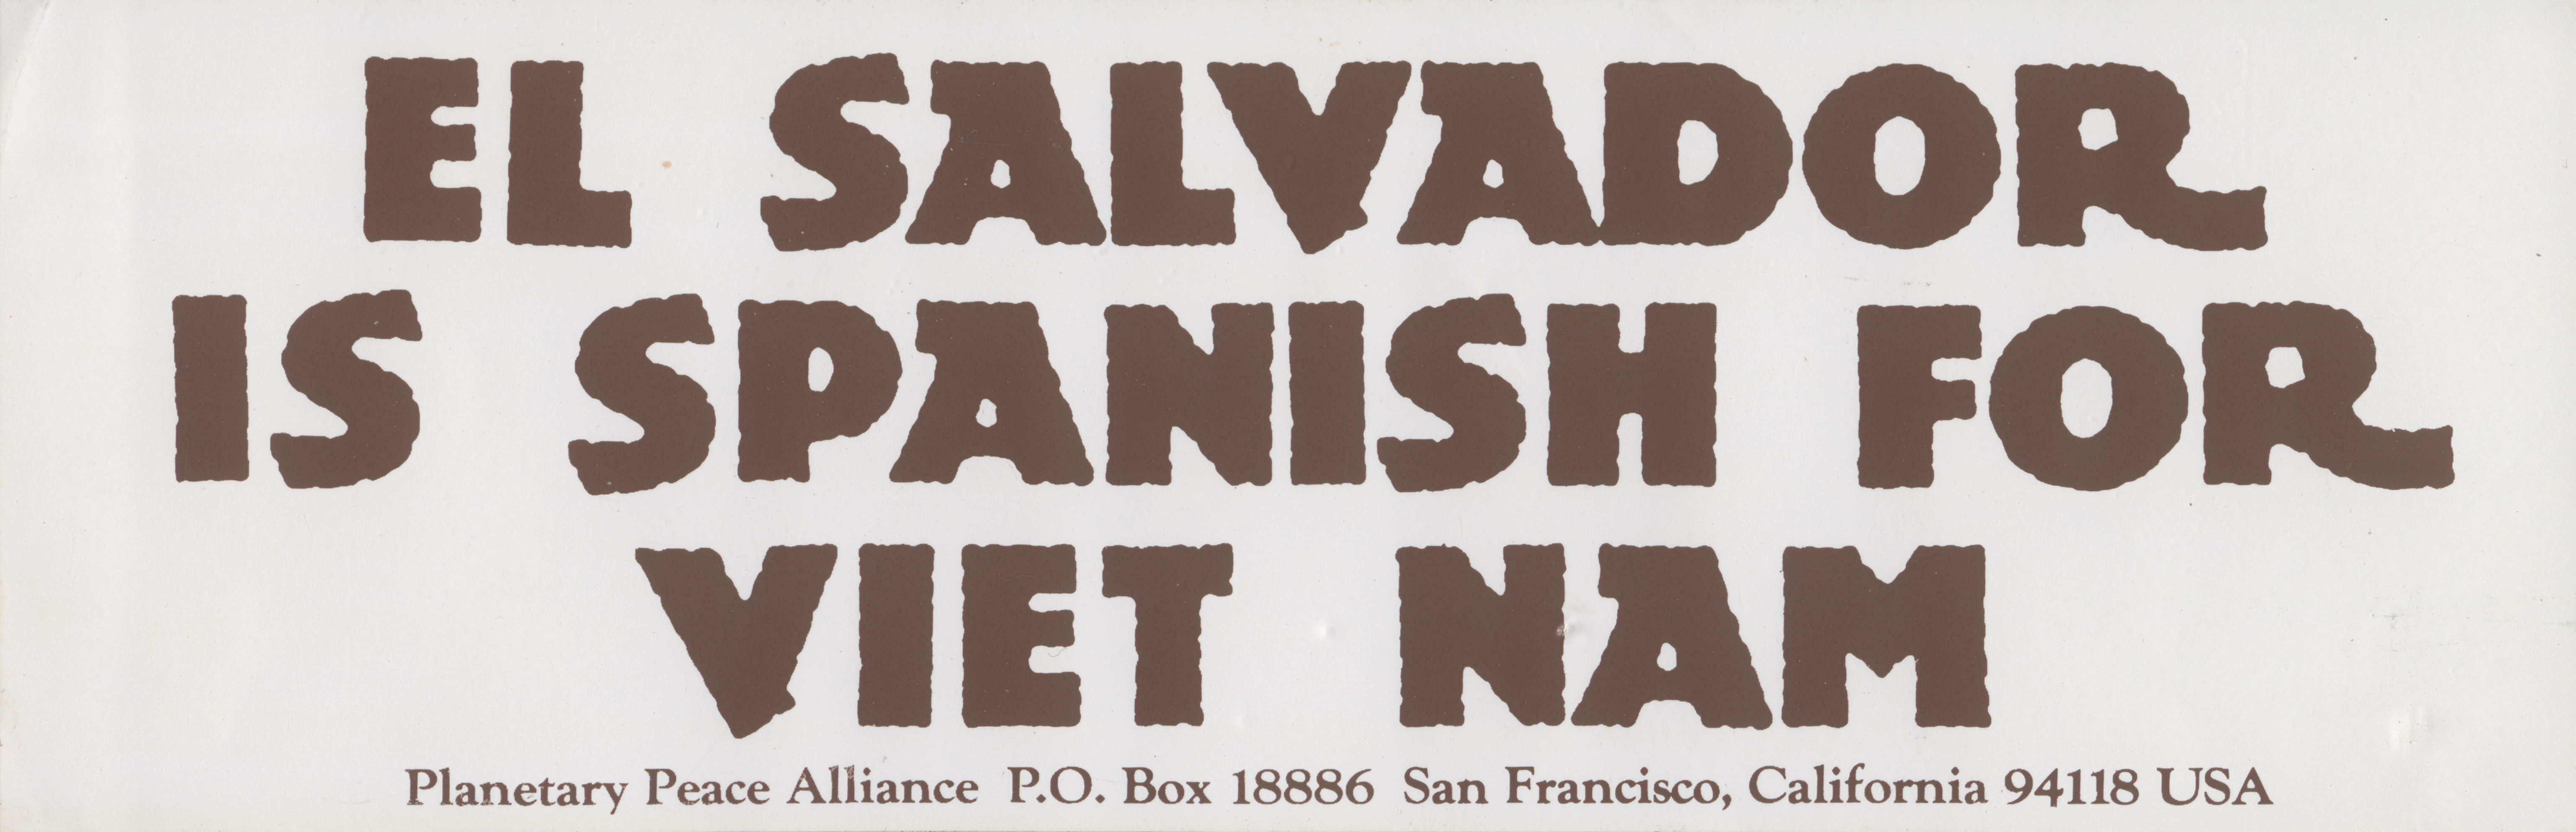 EL SALVADOR
IS SPANISH FOR
VIET NAM
Planetary Peace Alliance P.O. Box 18886 San Francisco, California 94118 USA